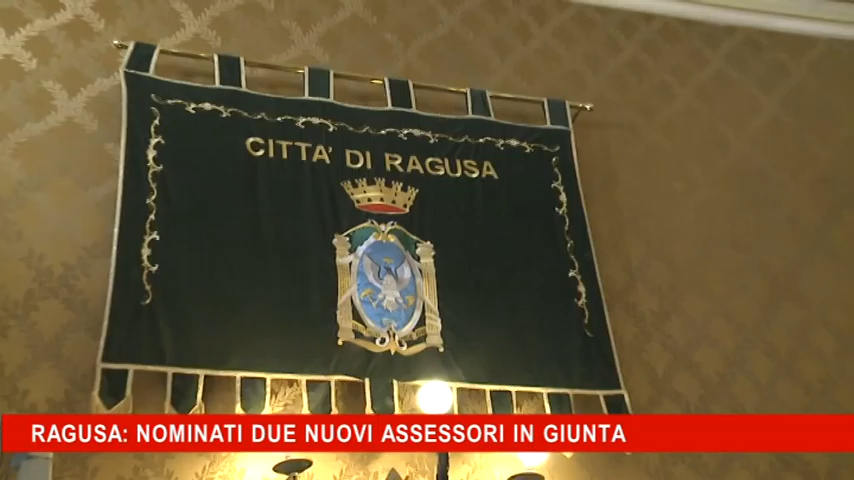 CITTA' DI RAGUSA
RAGUSA: NOMINATI DUE NUOVI ASSESSORI IN GIUNTA